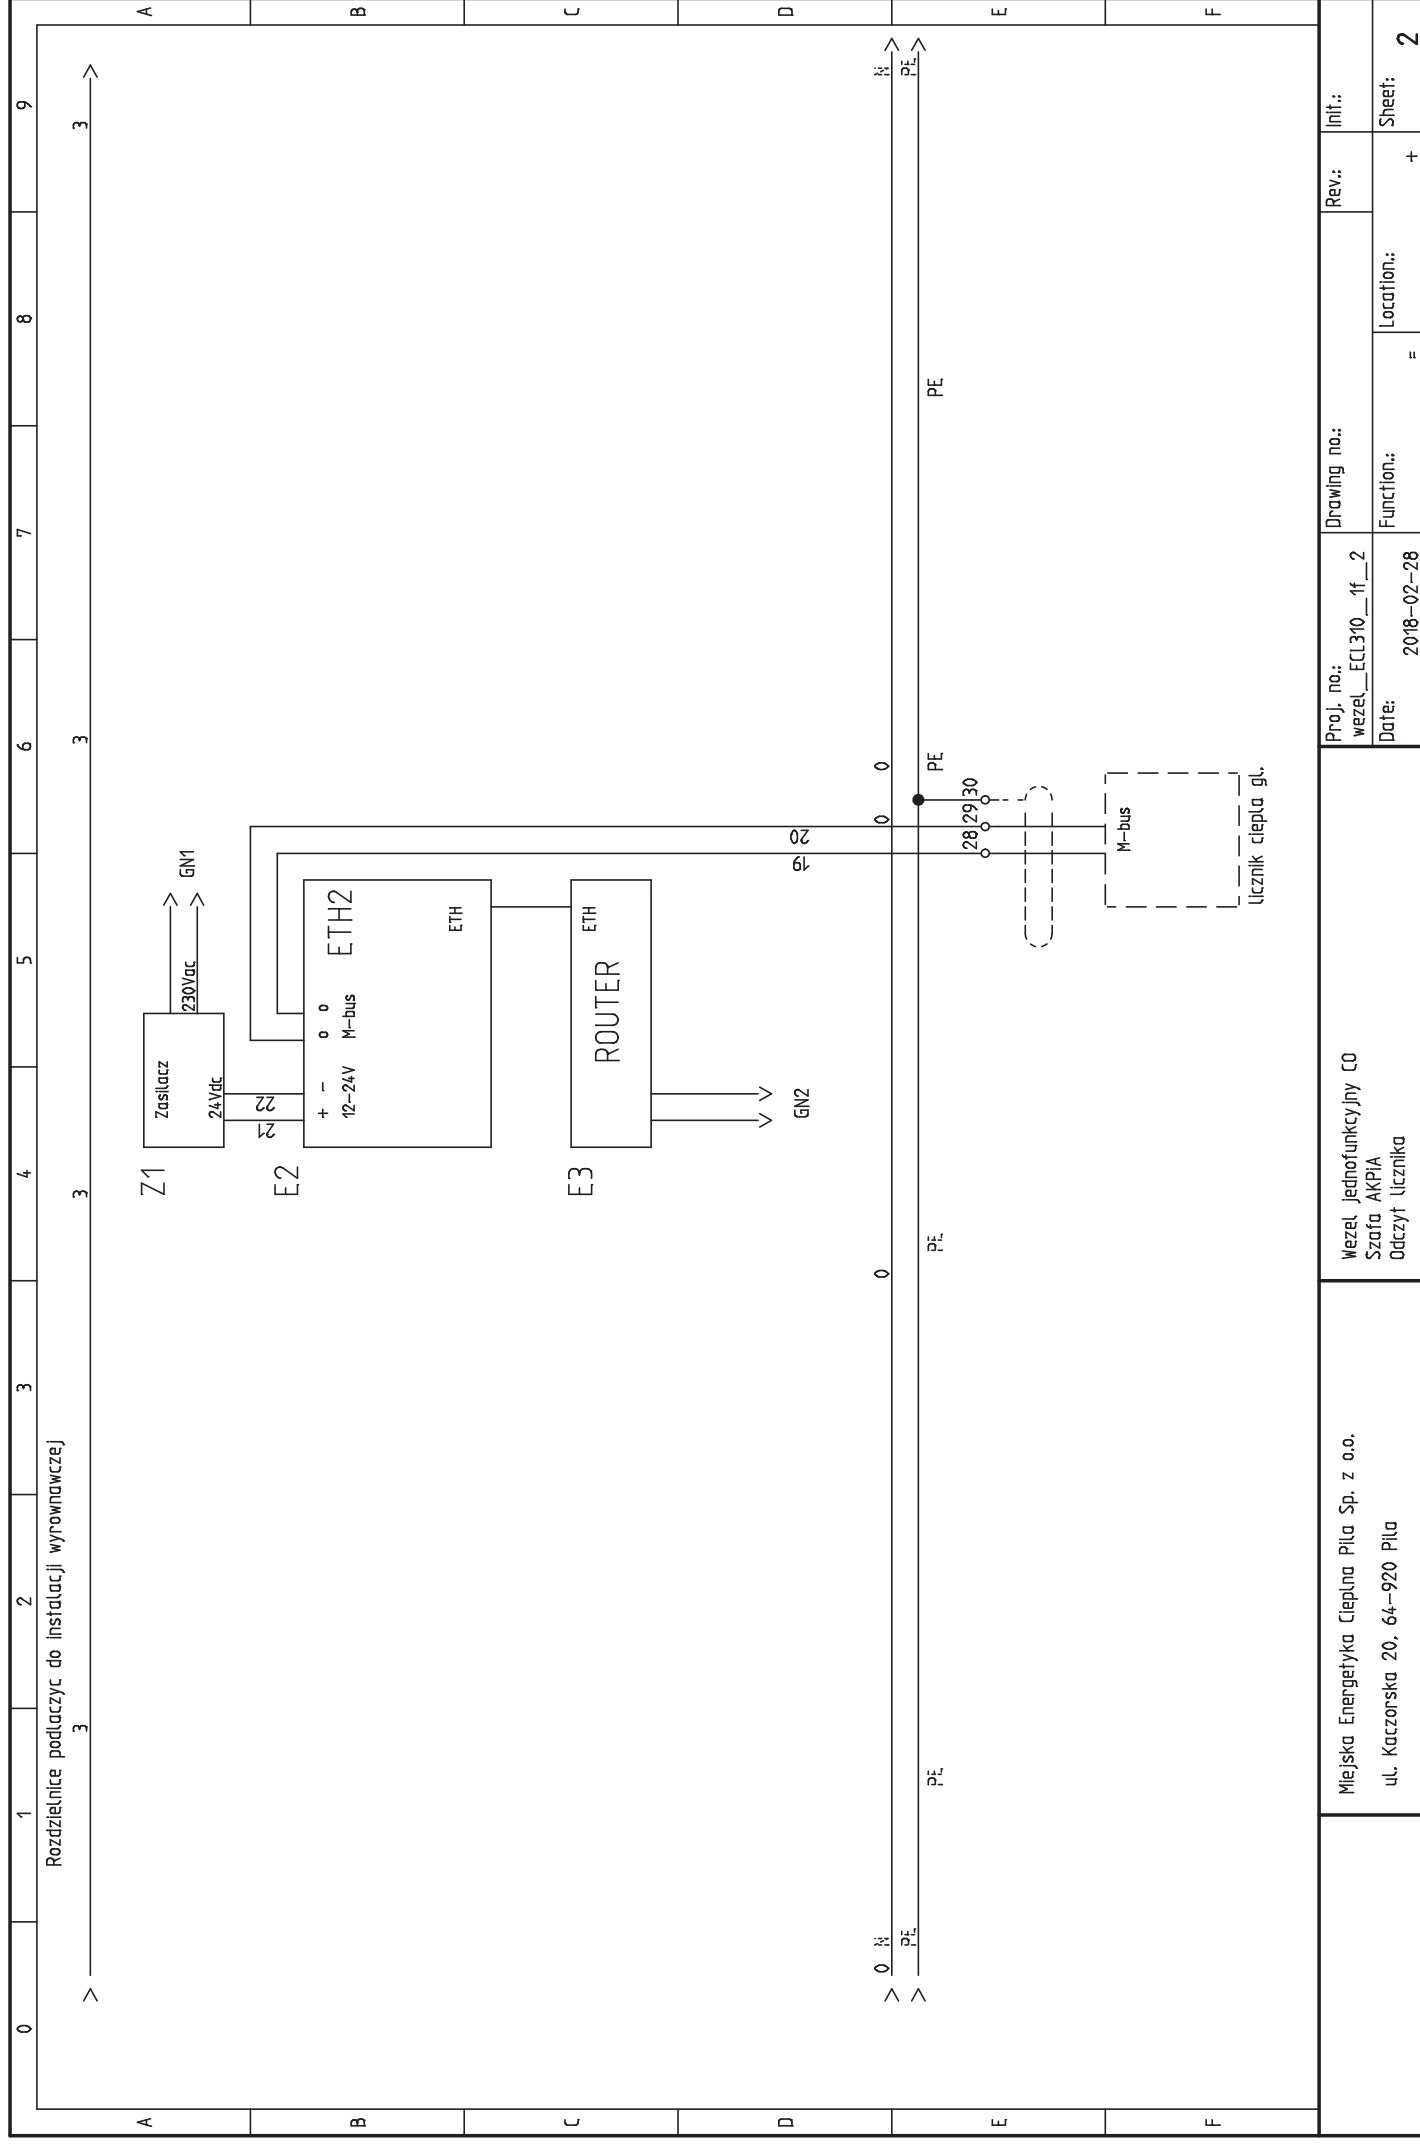 0 1 2 3 4 5 6 7 8 9
Rozdzielnice podlaczyc do instalacji wyrownawczej
3 3 3 3
A A
Z1
Zasilacz
24Vdc
230Vac
GN1
21 22
B B
E2
+ - o o
12-24V M-bus
ETH2
ETH
C C
E3
ETH
ROUTER
GN2
D D
19 20
0 N 0 0 0 N
PE PE
PE PE PE PE
E E
28 29 30
M-bus
licznik ciepla gl.
F F
Miejska Energetyka Cieplna Pila Sp. z o.o.
ul. Kaczorska 20, 64-920 Pila
Wezel jednofunkcyjny CO
Szafa AKPiA
Odczyt licznika
Proj. no.:
wezel_ECL310_1f_2
Drawing no.:
Rev.:
Init.:
Date:
2018-02-28
Function.:
=
Location.:
+
Sheet:
2